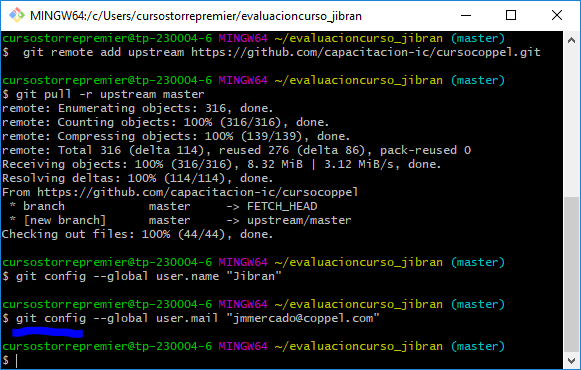 MINGW64:/c/Users/cursostorrepremier/evaluacioncurso_jibran
cursostorrepremier@tp-230004-6 MINGW64 ~/evaluacioncurso_jibran (master)
$  git remote add upstream https://github.com/capacitacion-ic/cursocoppel.git
cursostorrepremier@tp-230004-6 MINGW64 ~/evaluacioncurso_jibran (master)
$ git pull -r upstream master
remote: Enumerating objects: 316, done.
remote: Counting objects: 100% (316/316), done.
remote: Compressing objects: 100% (139/139), done.
remote: Total 316 (delta 114), reused 276 (delta 86), pack-reused 0
Receiving objects: 100% (316/316), 8.32 MiB | 3.12 MiB/s, done.
Resolving deltas: 100% (114/114), done.
From https://github.com/capacitacion-ic/cursocoppel
 * branch            master     -> FETCH_HEAD
 * [new branch]      master     -> upstream/master
Checking out files: 100% (44/44), done.
cursostorrepremier@tp-230004-6 MINGW64 ~/evaluacioncurso_jibran (master)
$ git config --global user.name "Jibran"
cursostorrepremier@tp-230004-6 MINGW64 ~/evaluacioncurso_jibran (master)
$ git config --global user.mail "jmmercado@coppel.com"
cursostorrepremier@tp-230004-6 MINGW64 ~/evaluacioncurso_jibran (master)
$